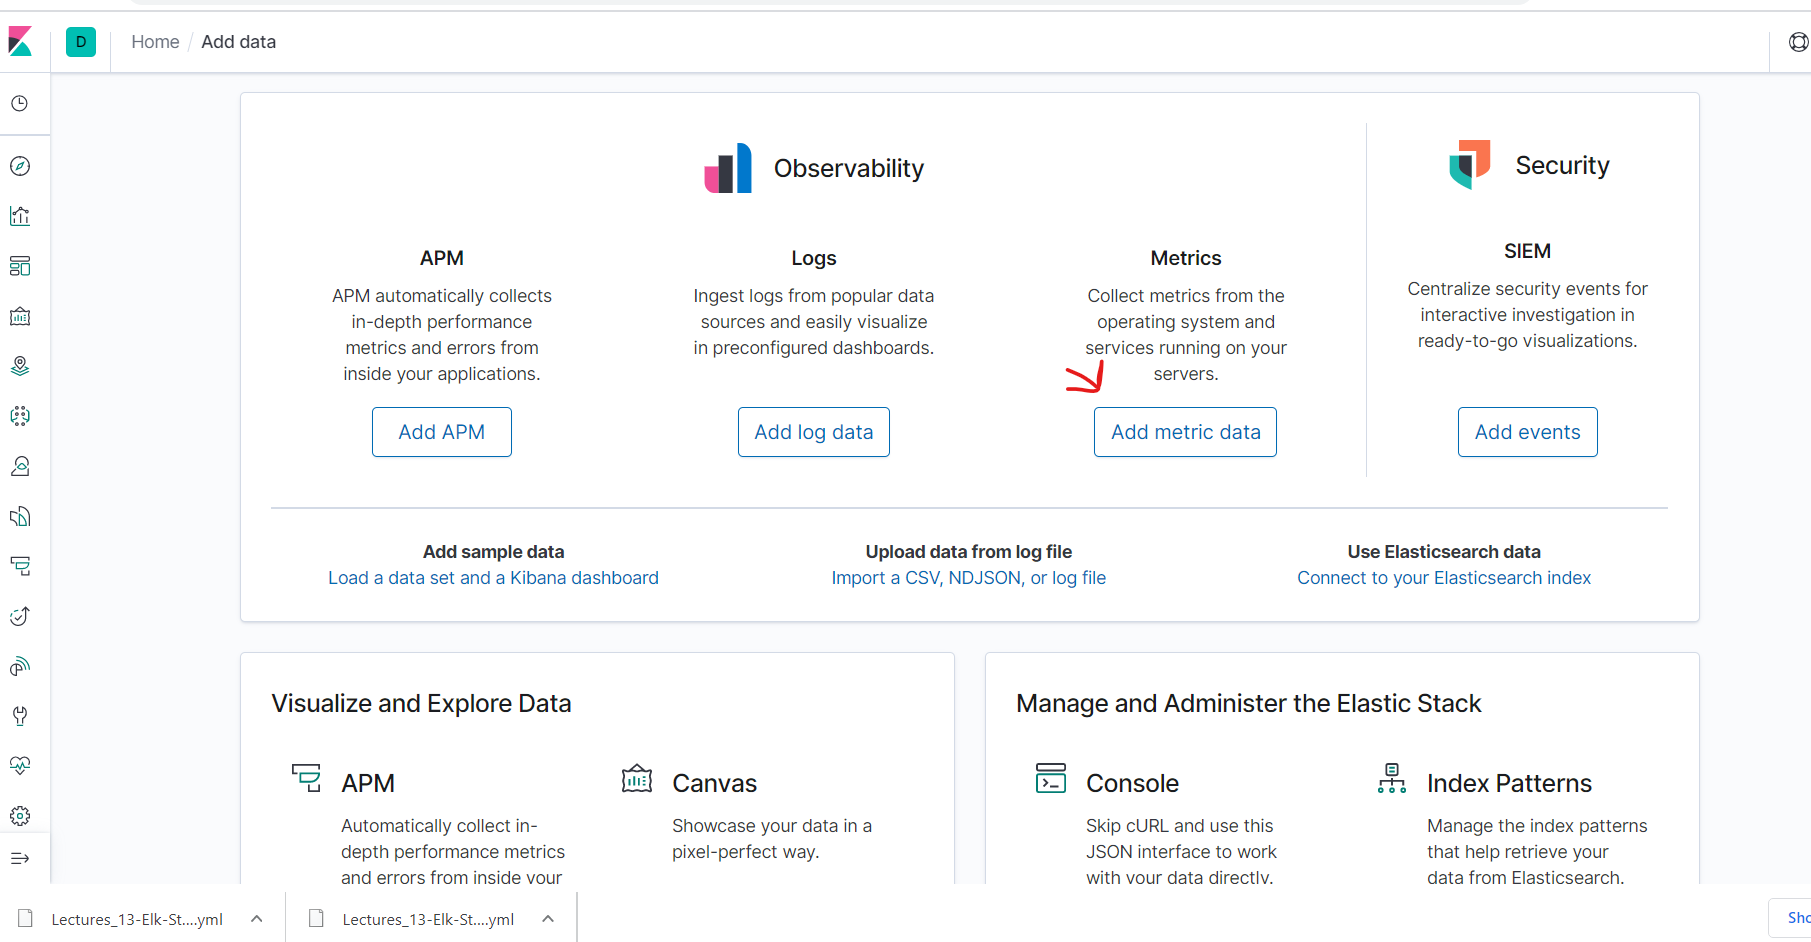 D
Home / Add data
Observability
Security
APM
APM automatically collects
in-depth performance
metrics and errors from
inside your applications.
Add APM
Logs
Ingest logs from popular data
sources and easily visualize
in preconfigured dashboards.
Add log data
Metrics
Collect metrics from the
operating system and
services running on your
servers.
Add metric data
SIEM
Centralize security events for
interactive investigation in
ready-to-go visualizations.
Add events
Add sample data
Load a data set and a Kibana dashboard
Upload data from log file
Import a CSV, NDJSON, or log file
Use Elasticsearch data
Connect to your Elasticsearch index
Visualize and Explore Data
APM
Automatically collect in-
depth performance metrics
and errors from inside your
Canvas
Showcase your data in a
pixel-perfect way.
Manage and Administer the Elastic Stack
Console
Skip cURL and use this
JSON interface to work
with your data directly.
Index Patterns
Manage the index patterns
that help retrieve your
data from Elasticsearch.
Lectures_13-Elk-St....yml
Lectures_13-Elk-St....yml
Sho